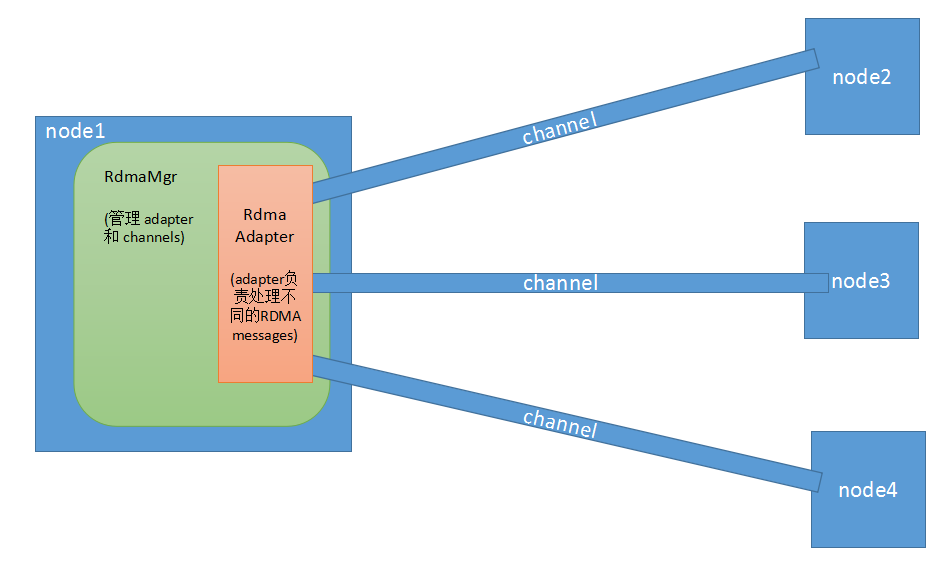 node1
RdmaMgr
(管理 adapter
和 channels)
Rdma
Adapter
(adapter负
责处理不
同的RDMA
messages)
channel
channel
channel
node2
node3
node4